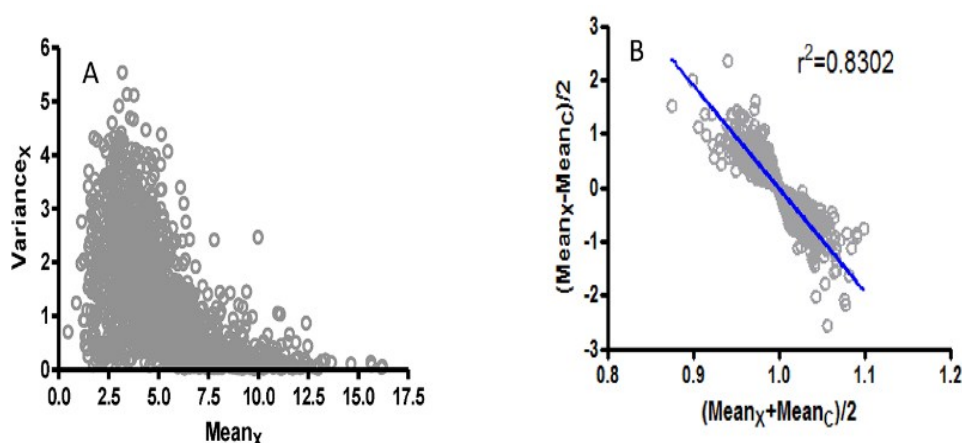 A
6
5
4
3
2
1
0
Variance_X
0.0 2.5 5.0 7.5 10.0 12.5 15.0 17.5
Mean_X
B
r²=0.8302
3
2
1
0
-1
-2
-3
(Mean_X-Mean_C)/2
0.8 0.9 1.0 1.1 1.2
(Mean_X+Mean_C)/2